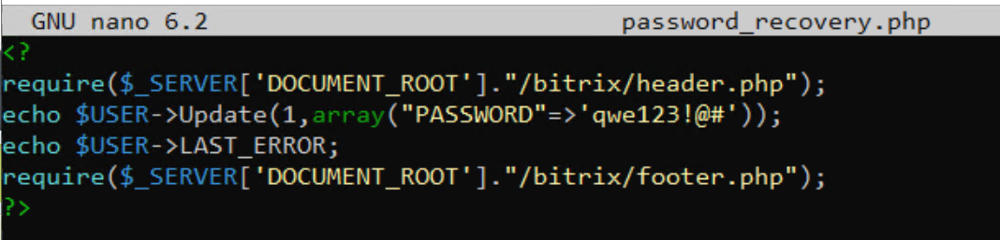 GNU nano 6.2 password_recovery.php
<?
require($_SERVER['DOCUMENT_ROOT']."/bitrix/header.php");
echo $USER->Update(1,array("PASSWORD"=>'qwe123!@#'));
echo $USER->LAST_ERROR;
require($_SERVER['DOCUMENT_ROOT']."/bitrix/footer.php");
?>